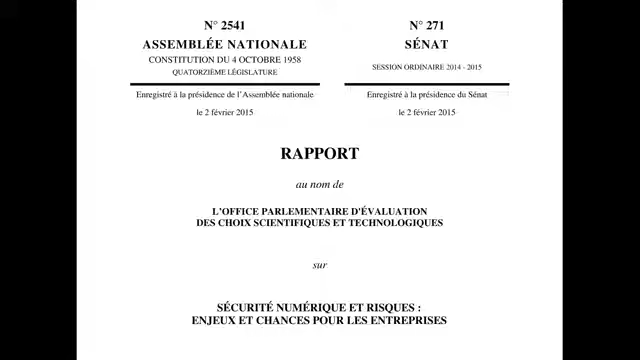 N° 2541
ASSEMBLÉE NATIONALE
CONSTITUTION DU 4 OCTOBRE 1958
QUATORZIÈME LÉGISLATURE
Enregistré à la présidence de l'Assemblée nationale
le 2 février 2015
N° 271
SÉNAT
SESSION ORDINAIRE 2014 - 2015
Enregistré à la présidence du Sénat
le 2 février 2015
RAPPORT
au nom de
L'OFFICE PARLEMENTAIRE D'ÉVALUATION
DES CHOIX SCIENTIFIQUES ET TECHNOLOGIQUES
sur
SÉCURITÉ NUMÉRIQUE ET RISQUES :
ENJEUX ET CHANCES POUR LES ENTREPRISES